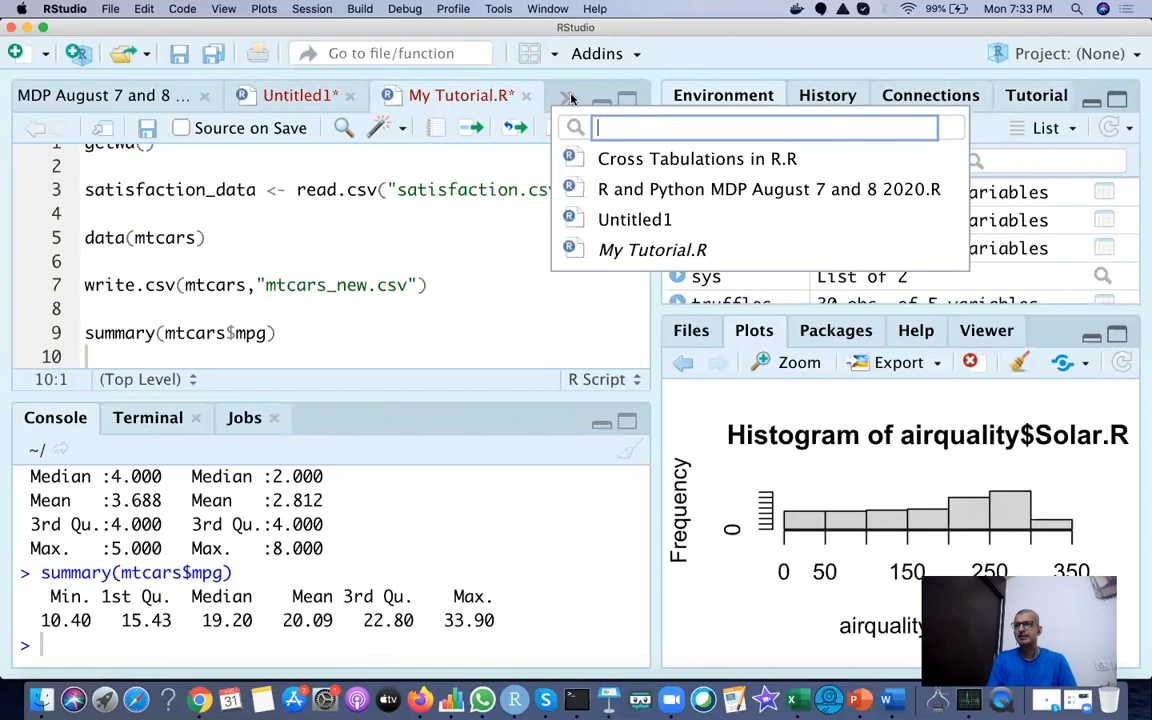 RStudio File Edit Code View Plots Session Build Debug Profile Tools Window Help 99% Mon 7:33 PM
RStudio
Go to file/function Addins Project: (None)
MDP August 7 and 8 ... Untitled1* My Tutorial.R*
Source on Save
1 getwd()
2
3 satisfaction_data <- read.csv("satisfaction.csv
4
5 data(mtcars)
6
7 write.csv(mtcars,"mtcars_new.csv")
8
9 summary(mtcars$mpg)
10
10:1 (Top Level) R Script
Cross Tabulations in R.R
R and Python MDP August 7 and 8 2020.R
Untitled1
My Tutorial.R
Environment History Connections Tutorial
List
variables
variables
variables
sys List of 2
truffles 30 obs. of 5 variables
Console Terminal Jobs
~/
Median :4.000 Median :2.000
Mean :3.688 Mean :2.812
3rd Qu.:4.000 3rd Qu.:4.000
Max. :5.000 Max. :8.000
> summary(mtcars$mpg)
Min. 1st Qu. Median Mean 3rd Qu. Max.
10.40 15.43 19.20 20.09 22.80 33.90
>
Files Plots Packages Help Viewer
Zoom Export
Histogram of airquality$Solar.R
Frequency
0
0 50 150 250 350
airquality